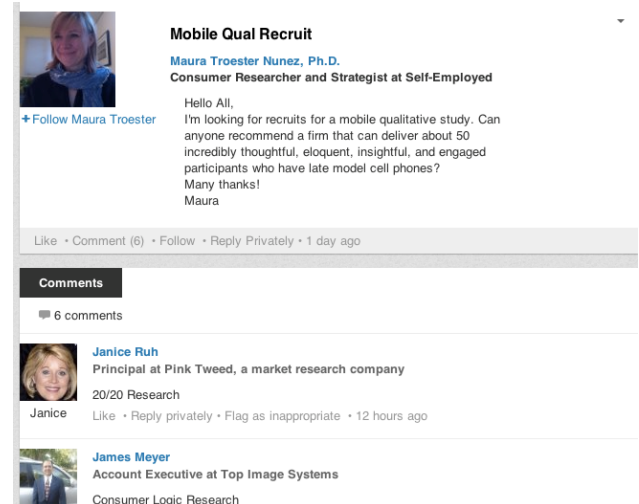 Mobile Qual Recruit
Maura Troester Nunez, Ph.D.
Consumer Researcher and Strategist at Self-Employed
+Follow Maura Troester
Hello All,
I'm looking for recruits for a mobile qualitative study. Can
anyone recommend a firm that can deliver about 50
incredibly thoughtful, eloquent, insightful, and engaged
participants who have late model cell phones?
Many thanks!
Maura
Like • Comment (6) • Follow • Reply Privately • 1 day ago
Comments
6 comments
Janice Ruh
Principal at Pink Tweed, a market research company
20/20 Research
Janice
Like • Reply privately • Flag as inappropriate • 12 hours ago
James Meyer
Account Executive at Top Image Systems
Consumer Logic Research